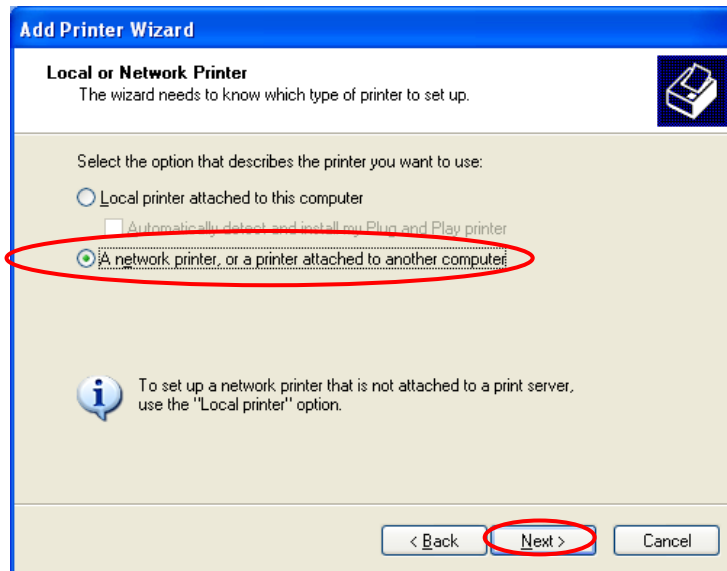 Add Printer Wizard
Local or Network Printer
The wizard needs to know which type of printer to set up.
Select the option that describes the printer you want to use:
Local printer attached to this computer
Automatically detect and install my Plug and Play printer
A network printer, or a printer attached to another computer
To set up a network printer that is not attached to a print server,
use the "Local printer" option.
< Back Next > Cancel